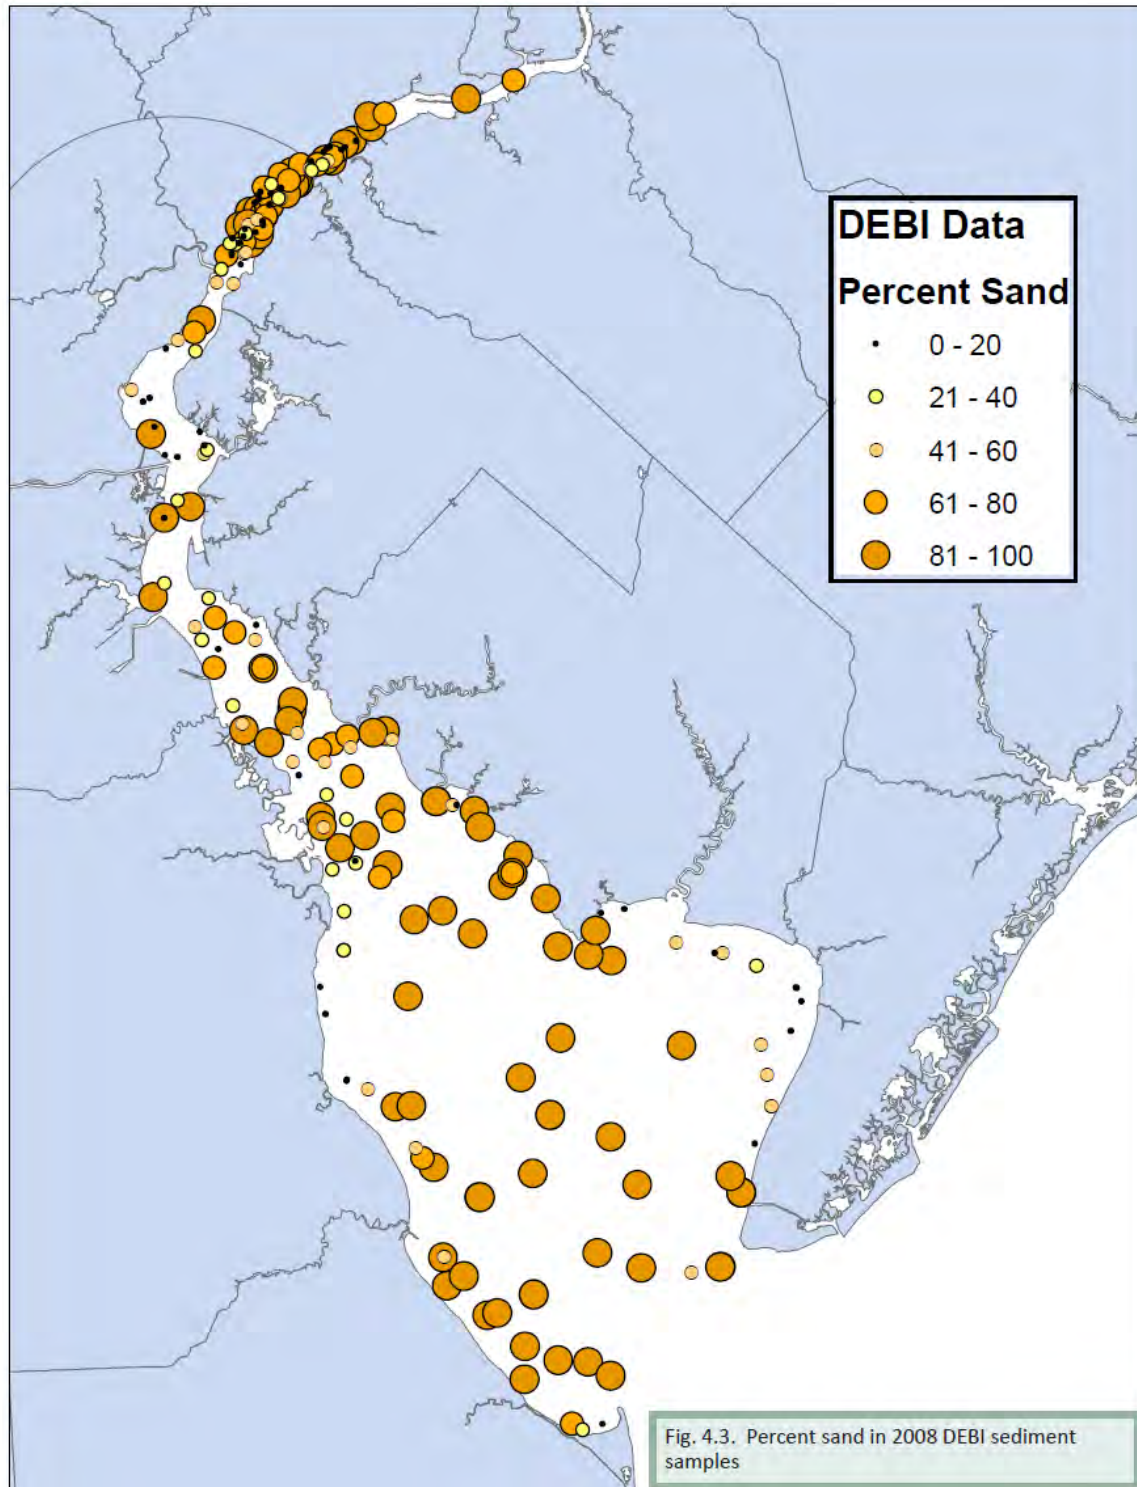 DEBI Data
Percent Sand
0 - 20
21 - 40
41 - 60
61 - 80
81 - 100
Fig. 4.3. Percent sand in 2008 DEBI sediment
samples